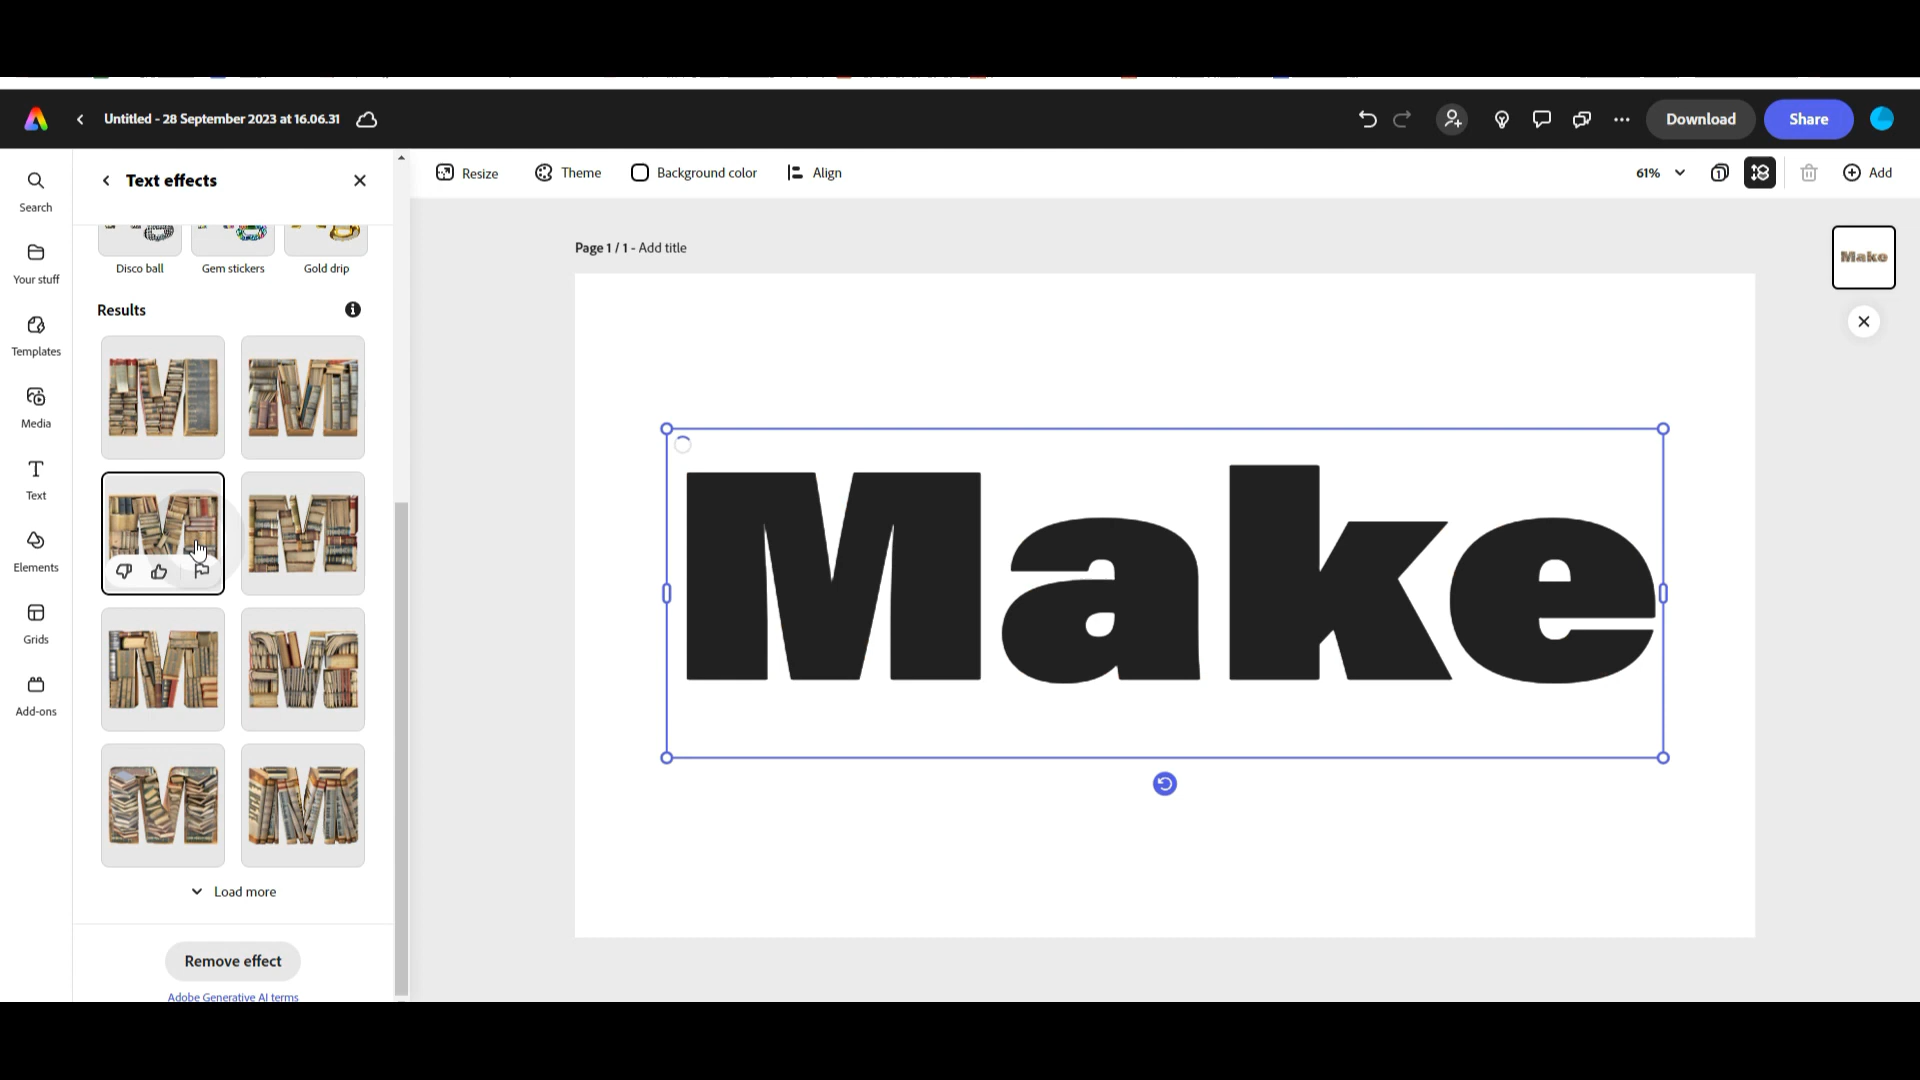 Untitled - 28 September 2023 at 16.06.31
Download
Share
Search
Your stuff
Templates
Media
Text
Elements
Grids
Add-ons
Text effects
Disco ball
Gem stickers
Gold drip
Results
Load more
Remove effect
Adobe Generative AI terms
Resize
Theme
Background color
Align
61%
1
Add
Page 1 / 1 - Add title
Make
Make